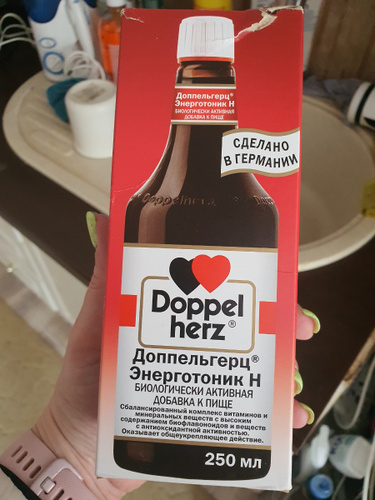 Доппельгерц®
Энерготоник Н
БИОЛОГИЧЕСКИ АКТИВНАЯ
ДОБАВКА К ПИЩЕ
СДЕЛАНО
В ГЕРМАНИИ
Doppelherz
Doppel
herz®
Доппельгерц®
Энерготоник Н
БИОЛОГИЧЕСКИ АКТИВНАЯ
ДОБАВКА К ПИЩЕ
Сбалансированный комплекс витаминов и
минеральных веществ с высоким
содержанием биофлавоноидов и веществ
с антиоксидантной активностью.
Оказывает общеукрепляющее действие.
250 мл